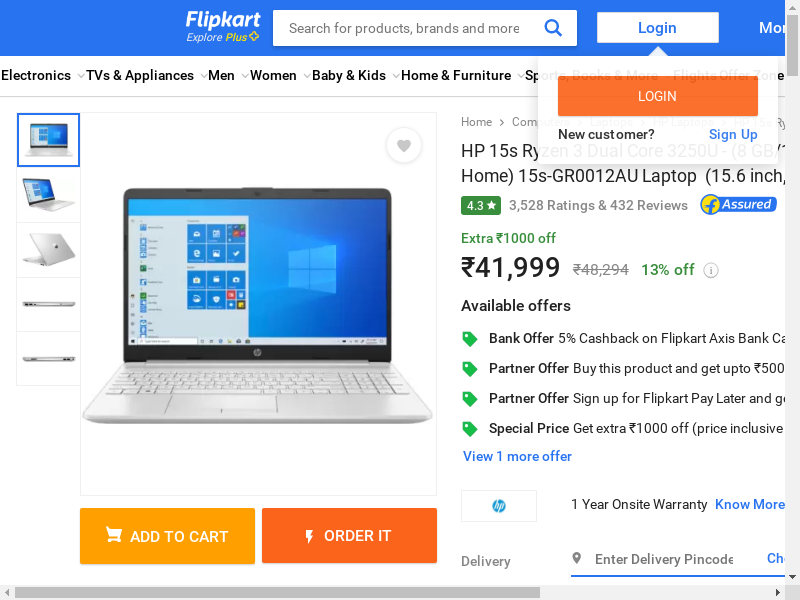 Flipkart
Explore Plus
Search for products, brands and more
Login
Mor
Electronics
TVs & Appliances
Men
Women
Baby & Kids
Home & Furniture
Sports, Books & More
Flights
Offer Zone
LOGIN
New customer?
Sign Up
Home
HP 15s Ryzen 3 Dual Core 3250U - (8 GB/1
Home) 15s-GR0012AU Laptop (15.6 inch,
4.3
3,528 Ratings & 432 Reviews
Assured
Extra ₹1000 off
₹41,999
₹48,294
13% off
i
Available offers
Bank Offer 5% Cashback on Flipkart Axis Bank Ca
Partner Offer Buy this product and get upto ₹500
Partner Offer Sign up for Flipkart Pay Later and ge
Special Price Get extra ₹1000 off (price inclusive
View 1 more offer
hp
1 Year Onsite Warranty
Know More
ADD TO CART
ORDER IT
Delivery
Enter Delivery Pincode
Che